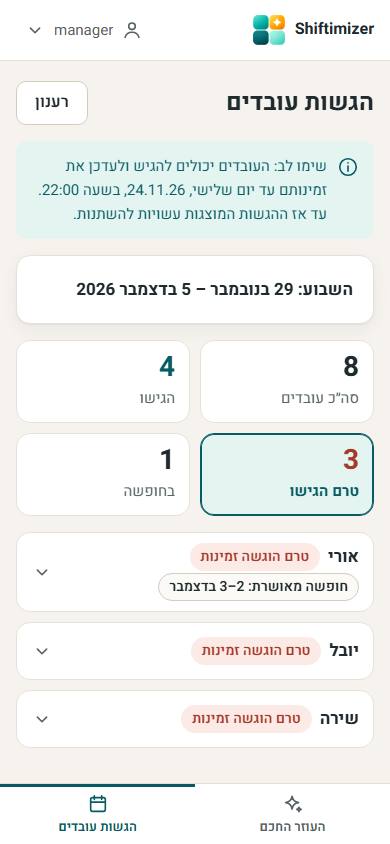 Shiftimizer
manager
הגשות עובדים
רענון
שימו לב: העובדים יכולים להגיש ולעדכן את
זמינותם עד יום שלישי, 24.11.26, בשעה 22:00.
עד אז ההגשות המוצגות עשויות להשתנות.
השבוע: 29 בנובמבר – 5 בדצמבר 2026
8
סה״כ עובדים
4
הגישו
3
טרם הגישו
1
בחופשה
אורי טרם הוגשה זמינות
חופשה מאושרת: 2–3 בדצמבר
יובל טרם הוגשה זמינות
שירה טרם הוגשה זמינות
העוזר החכם
הגשות עובדים